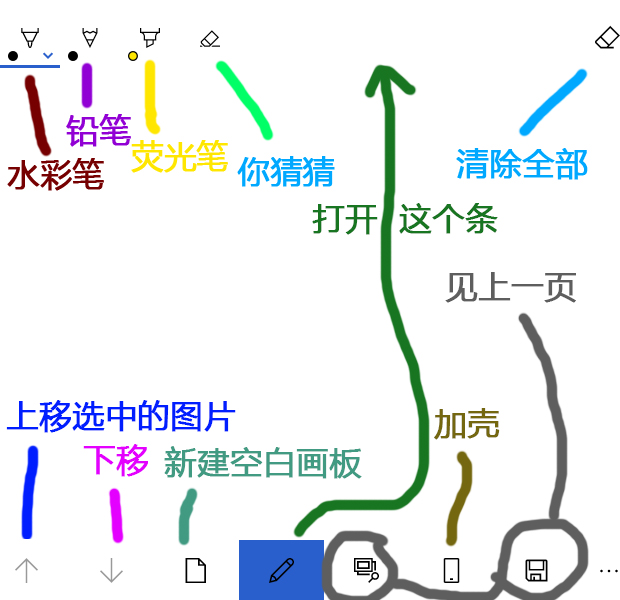 铅笔
荧光笔
水彩笔
你猜猜
清除全部
打开这个条
见上一页
上移选中的图片
加壳
下移
新建空白画板